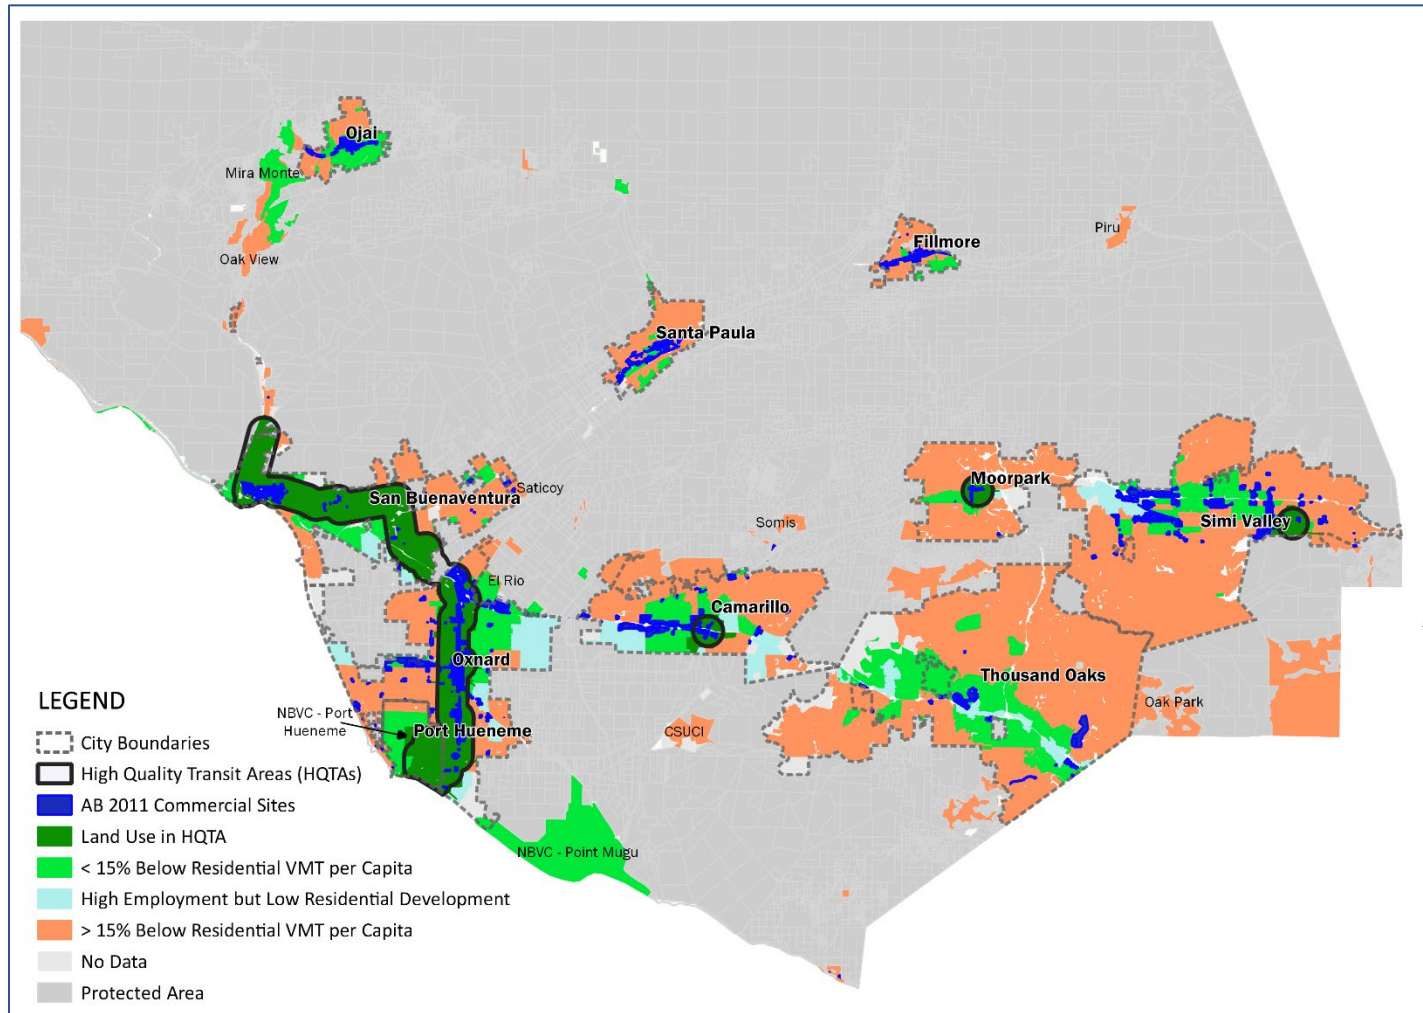 Ojai
Mira Monte
Oak View
Fillmore
Piru
Santa Paula
San Buenaventura
Saticoy
Moorpark
Simi Valley
Somis
El Rio
Camarillo
Oxnard
Thousand Oaks
Oak Park
NBVC - Port
Hueneme
Port Hueneme
CSUCI
NBVC - Point Mugu
LEGEND
City Boundaries
High Quality Transit Areas (HQTAs)
AB 2011 Commercial Sites
Land Use in HQTA
< 15% Below Residential VMT per Capita
High Employment but Low Residential Development
> 15% Below Residential VMT per Capita
No Data
Protected Area